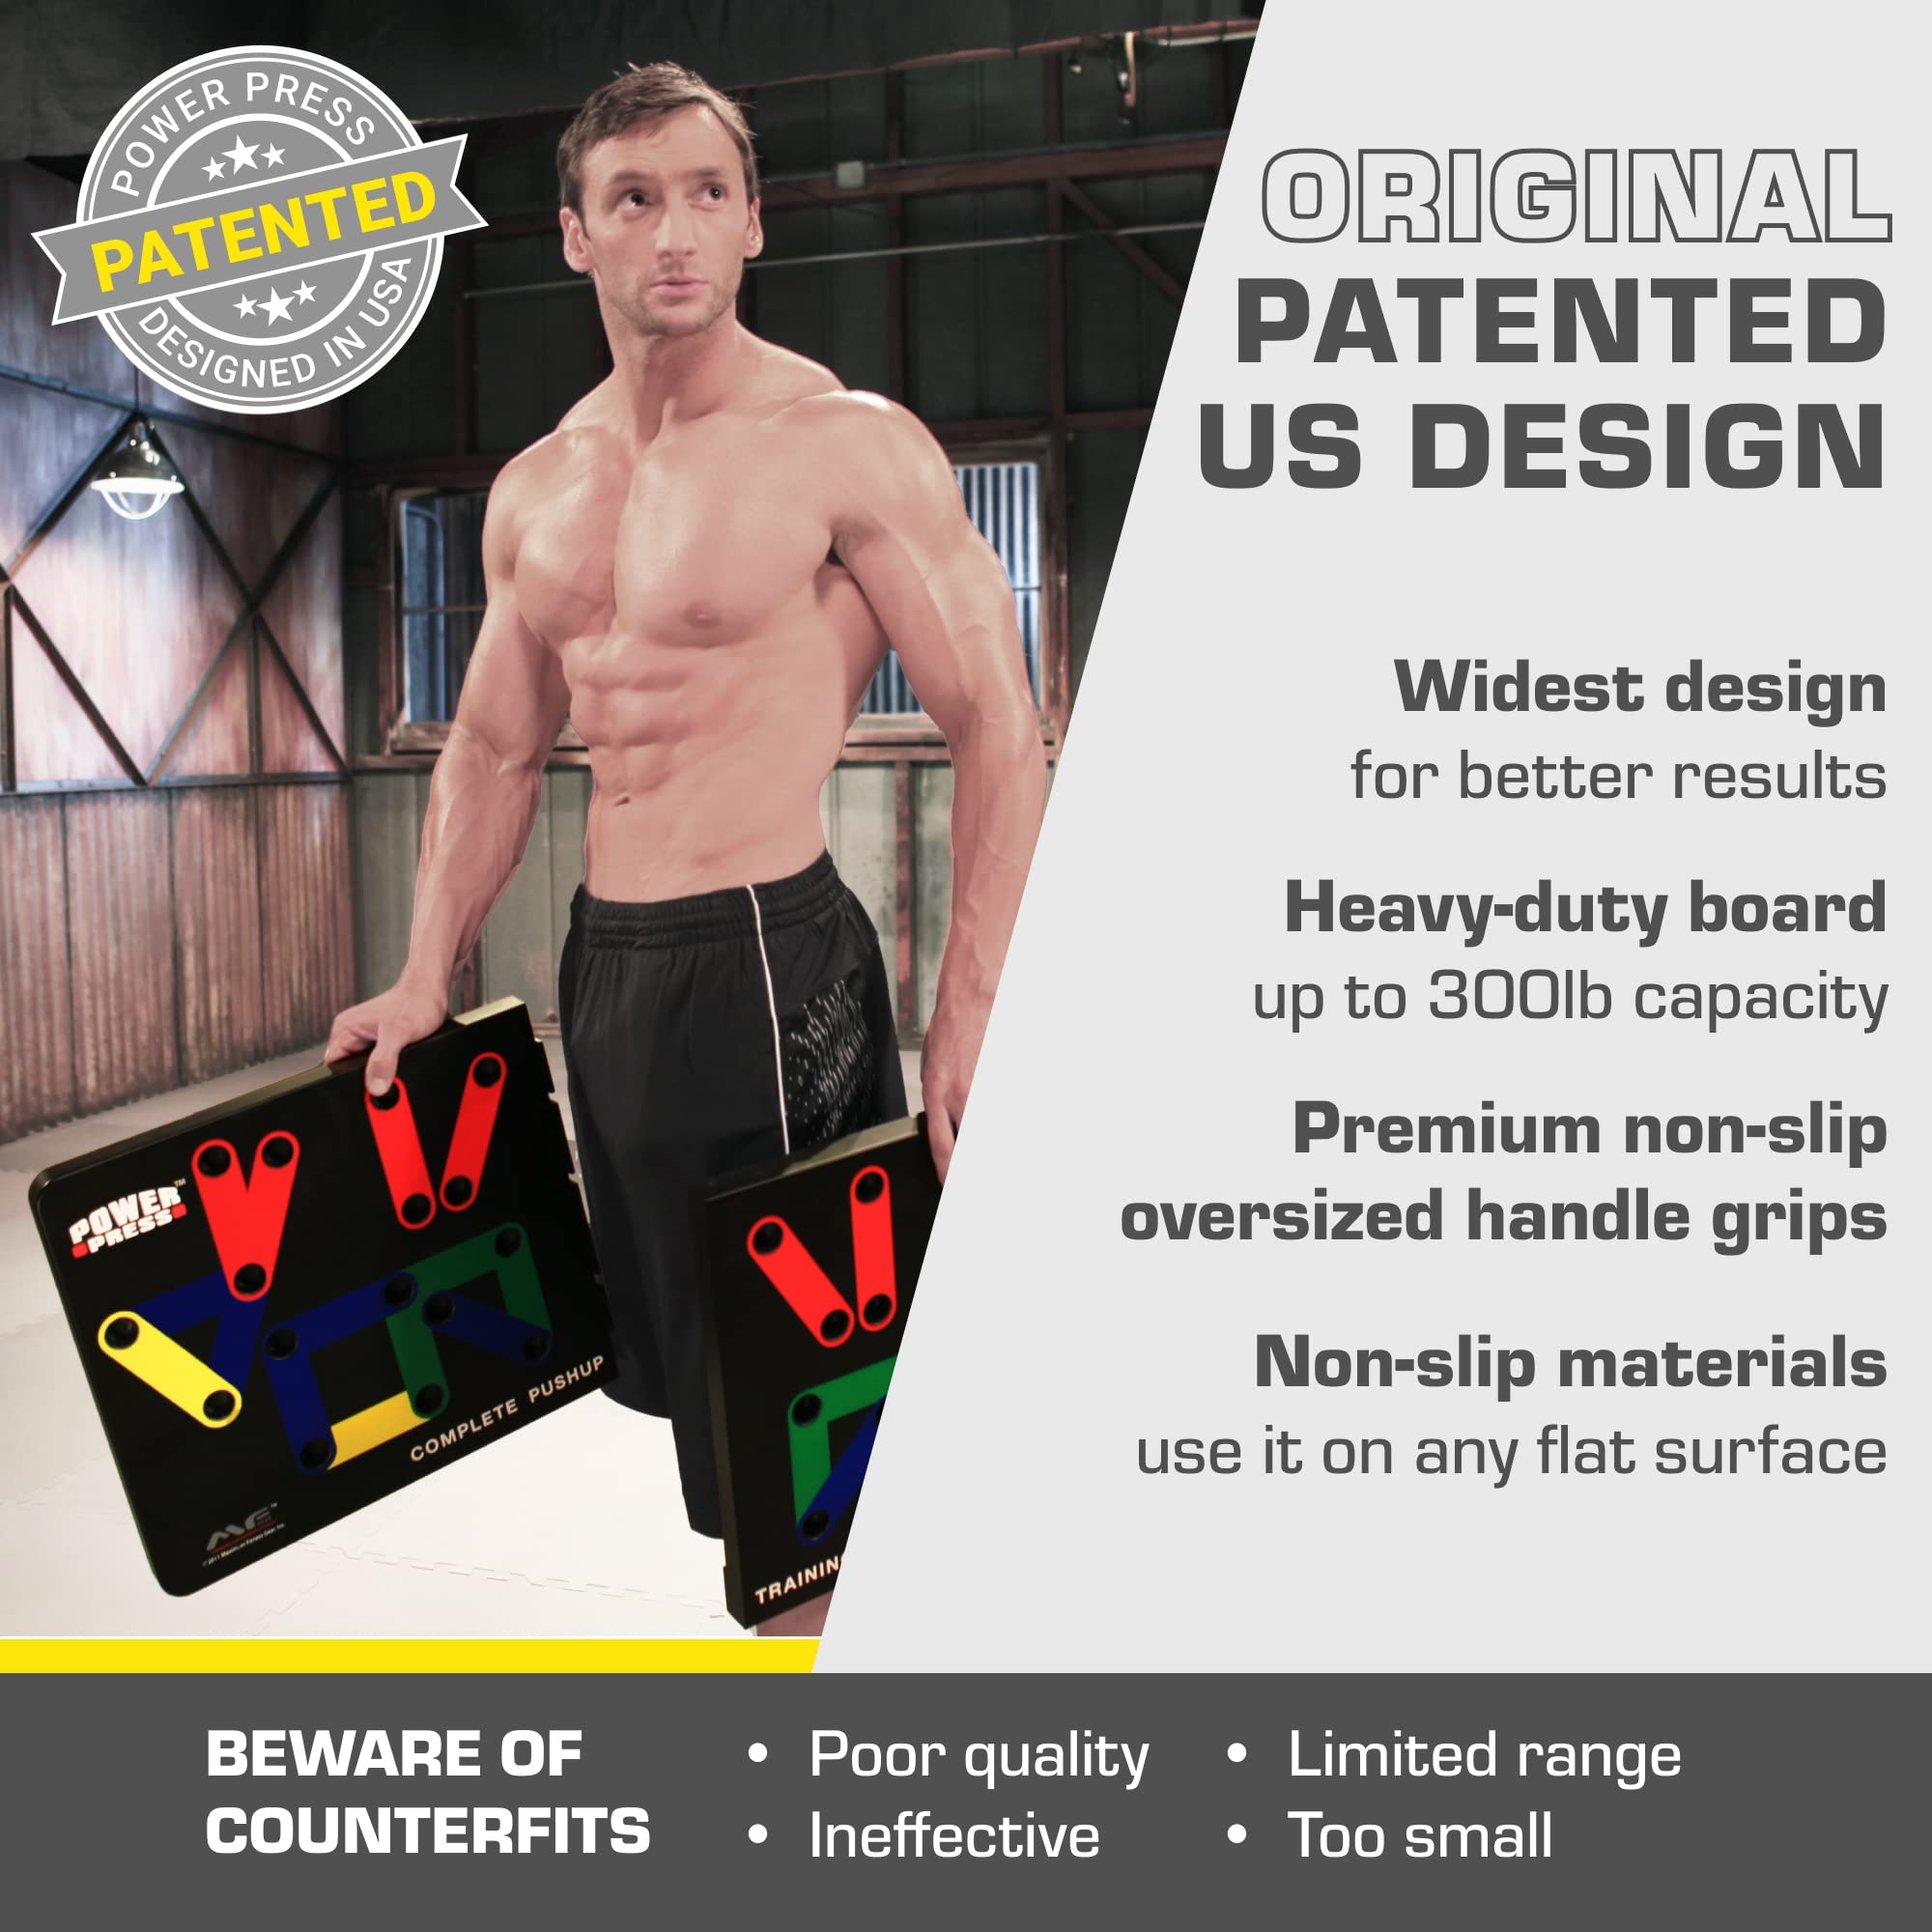 POWER PRESS
PATENTED
DESIGNED IN USA
ORIGINAL
PATENTED
US DESIGN
Widest design
for better results
Heavy-duty board
up to 300lb capacity
Premium non-slip
oversized handle grips
Non-slip materials
use it on any flat surface
POWER
PRESS
™
COMPLETE PUSHUP
TRAININ
BEWARE OF
COUNTERFITS
• Poor quality
• Ineffective
• Limited range
• Too small